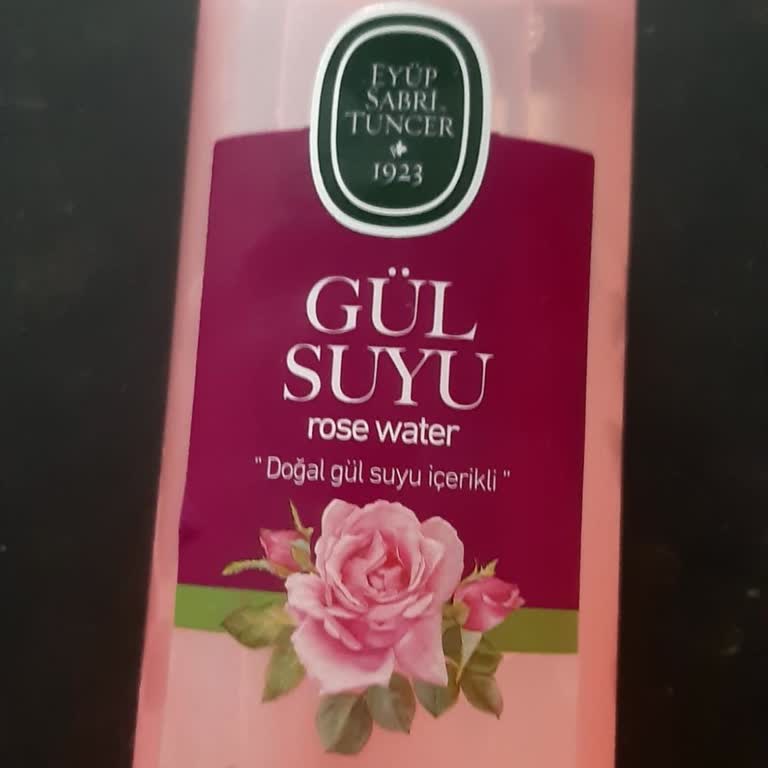 EYÜP
SABRİ
TUNCER
1923
GÜL
SUYU
rose water
" Doğal gül suyu içerikli "